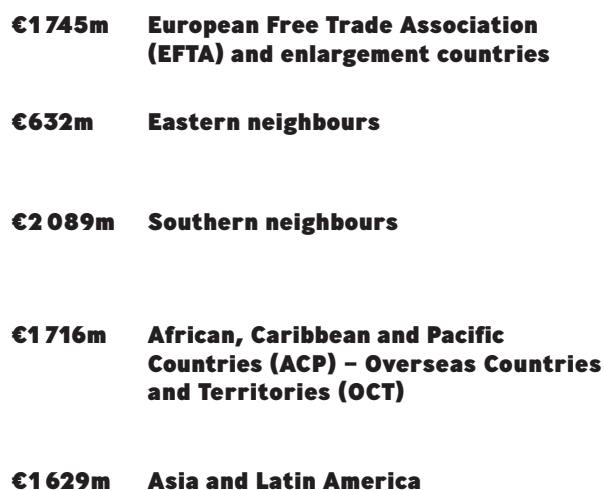 €1 745m European Free Trade Association
(EFTA) and enlargement countries
€632m Eastern neighbours
€2 089m Southern neighbours
€1 716m African, Caribbean and Pacific
Countries (ACP) – Overseas Countries
and Territories (OCT)
€1 629m Asia and Latin America